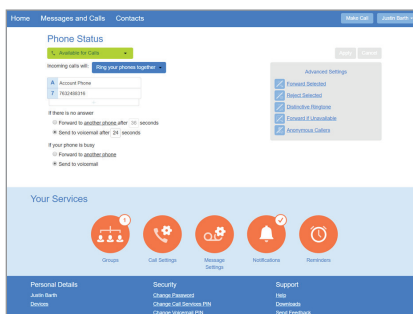 Home Messages and Calls Contacts Make Call Justin Barth
Phone Status
Available for Calls
Apply Cancel
Incoming calls will: Ring your phones together
A Account Phone
7 7632400316
If there is no answer
Forward to another phone after 36 seconds
Send to voicemail after 24 seconds
If your phone is busy
Forward to another phone
Send to voicemail
Advanced Settings
Forward Selected
Reject Selected
Distinctive Ringtone
Forward If Unavailable
Anonymous Callers
Your Services
Groups
Call Settings
Message Settings
Notifications
Reminders
Personal Details Security Support
Justin Barth Change Password Help
Devices Change Call Services PIN Downloads
Change Voicemail PIN Send Feedback